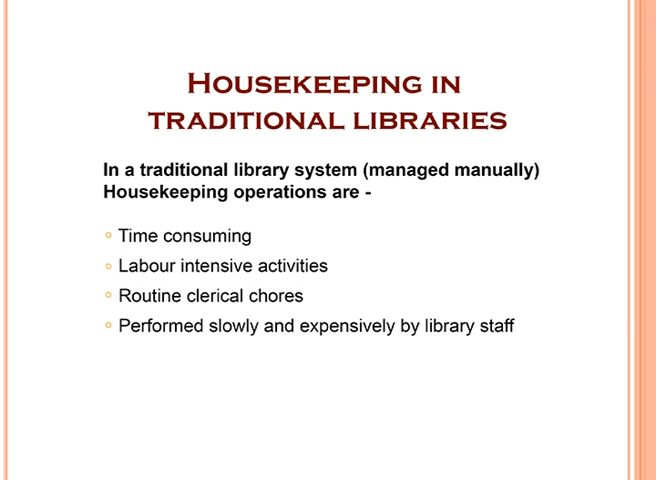 Housekeeping in
traditional libraries
In a traditional library system (managed manually)
Housekeeping operations are -
Time consuming
Labour intensive activities
Routine clerical chores
Performed slowly and expensively by library staff